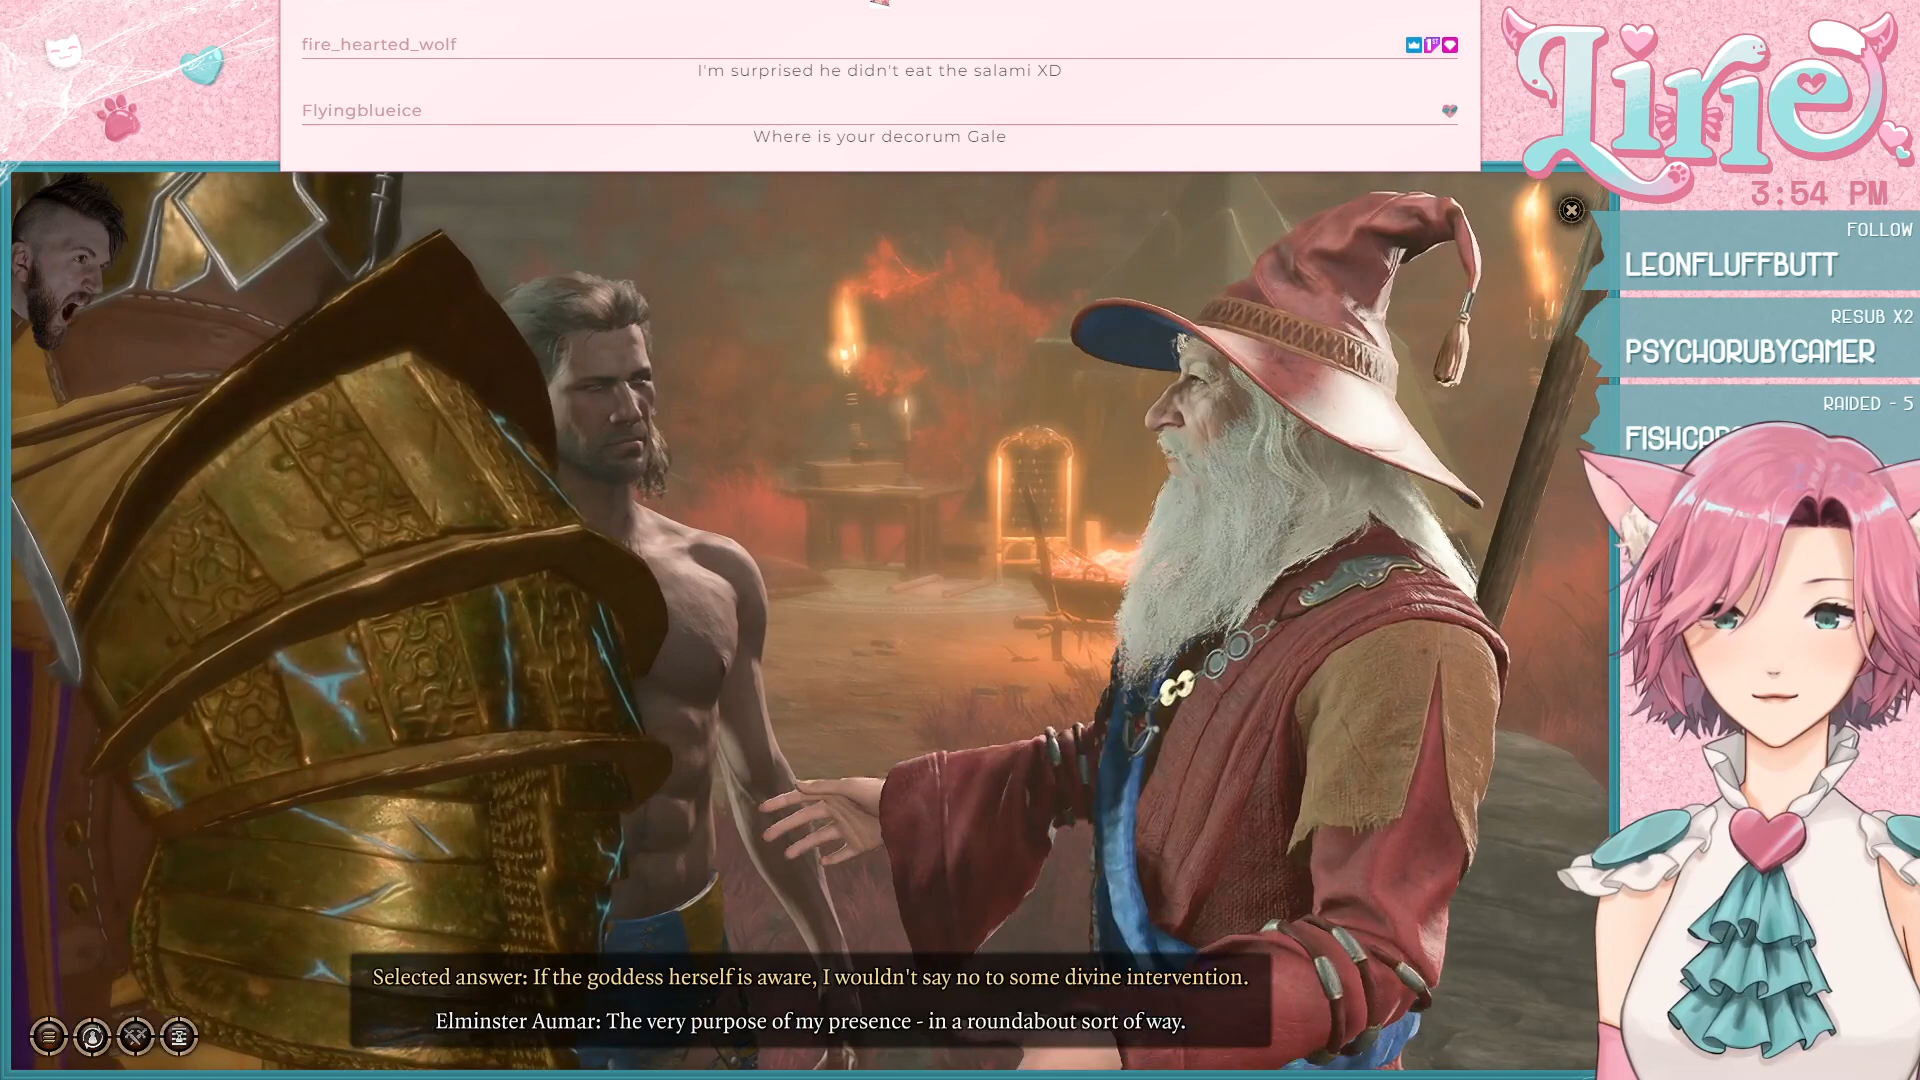 fire_hearted_wolf
I'm surprised he didn't eat the salami XD
Flyingblueice
Where is your decorum Gale
Lirie
3:54 PM
FOLLOW
LEONFLUFFBUTT
RESUB X2
PSYCHORUBYGAMER
RAIDED - 5
Selected answer: If the goddess herself is aware, I wouldn't say no to some divine intervention.
Elminster Aumar: The very purpose of my presence - in a roundabout sort of way.